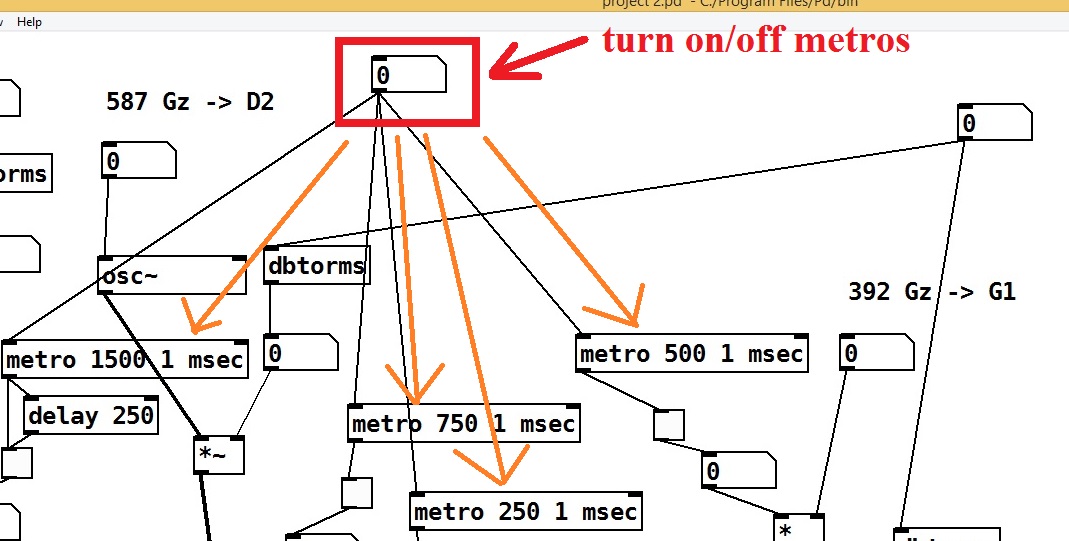 project 2.pd - C:/Program Files/Pd/bin
Help
turn on/off metros
0
587 Gz -> D2
0
0
osc~
dbtorms
392 Gz -> G1
metro 1500 1 msec
0
metro 500 1 msec
0
delay 250
metro 750 1 msec
*~
0
metro 250 1 msec
*